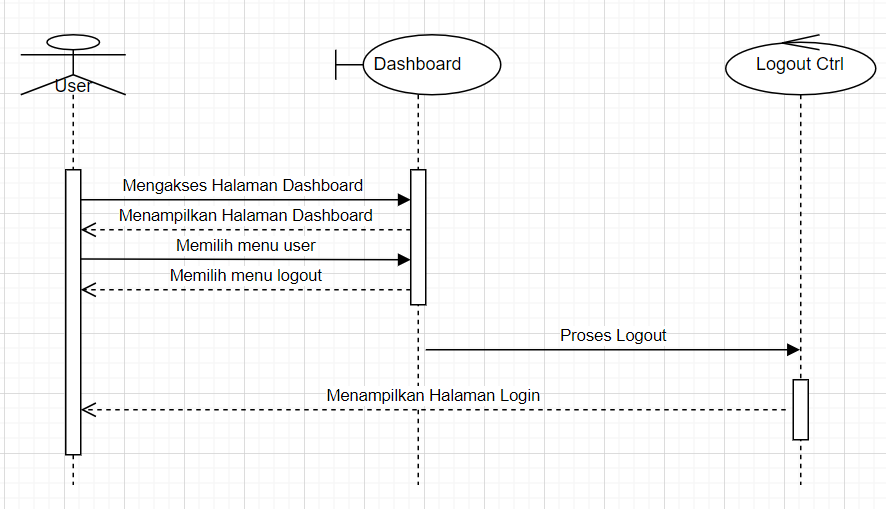 User
Dashboard
Logout Ctrl
Mengakses Halaman Dashboard
Menampilkan Halaman Dashboard
Memilih menu user
Memilih menu logout
Proses Logout
Menampilkan Halaman Login